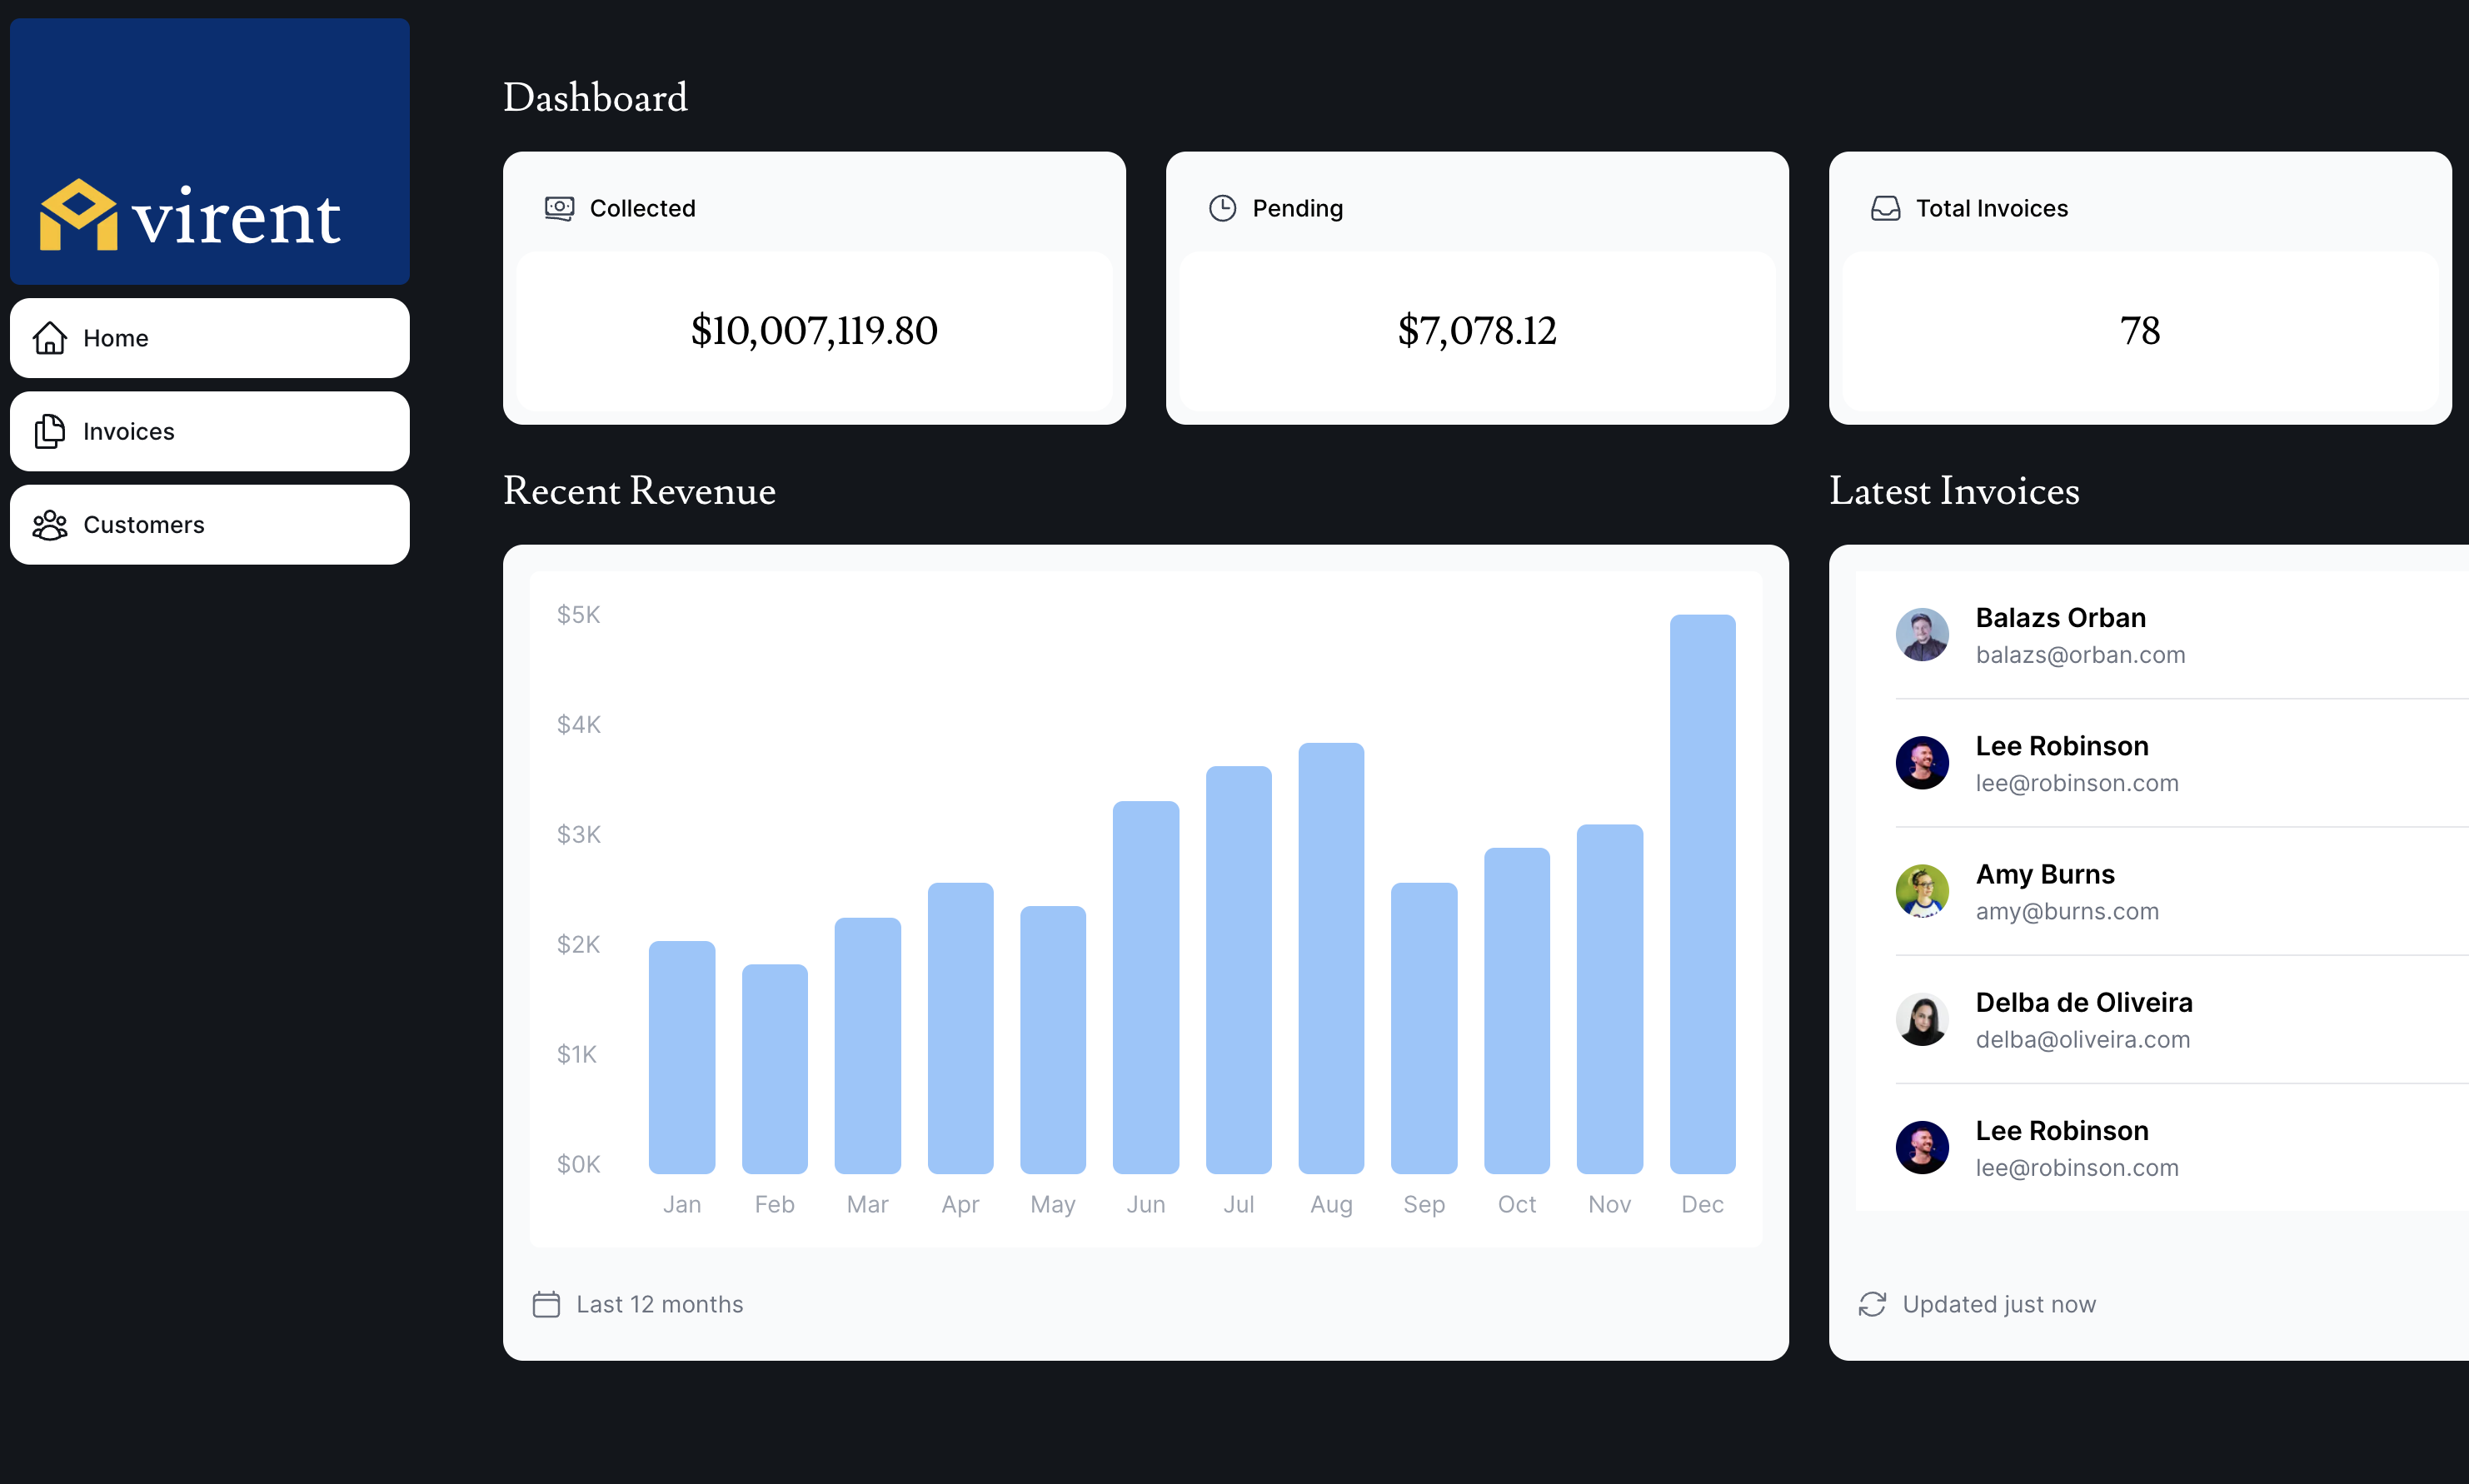 virent
Home
Invoices
Customers
Dashboard
Collected
$10,007,119.80
Pending
$7,078.12
Total Invoices
78
Recent Revenue
$5K
$4K
$3K
$2K
$1K
$0K
Jan Feb Mar Apr May Jun Jul Aug Sep Oct Nov Dec
Last 12 months
Latest Invoices
Balazs Orban
balazs@orban.com
Lee Robinson
lee@robinson.com
Amy Burns
amy@burns.com
Delba de Oliveira
delba@oliveira.com
Lee Robinson
lee@robinson.com
Updated just now